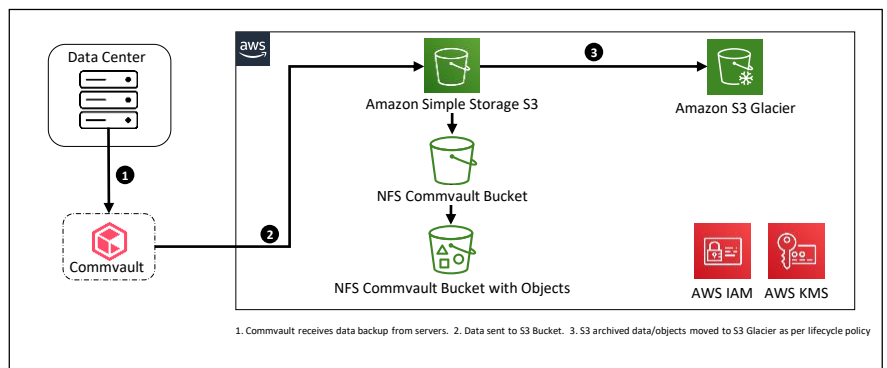 Data Center
aws
3
Amazon Simple Storage S3
Amazon S3 Glacier
1
NFS Commvault Bucket
2
Commvault
NFS Commvault Bucket with Objects
AWS IAM
AWS KMS
1. Commvault receives data backup from servers. 2. Data sent to S3 Bucket. 3. S3 archived data/objects moved to S3 Glacier as per lifecycle policy